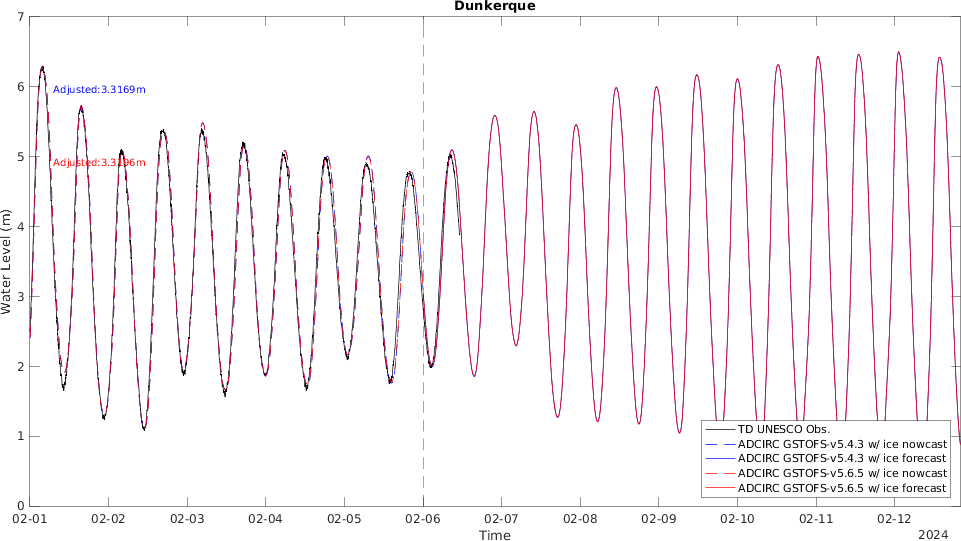 Dunkerque
7
6
5
4
3
2
1
0
Water Level (m)
Adjusted:3.3169m
Adjusted:3.3196m
TD UNESCO Obs.
ADCIRC GSTOFS-v5.4.3 w/ ice nowcast
ADCIRC GSTOFS-v5.4.3 w/ ice forecast
ADCIRC GSTOFS-v5.6.5 w/ ice nowcast
ADCIRC GSTOFS-v5.6.5 w/ ice forecast
02-01 02-02 02-03 02-04 02-05 02-06 02-07 02-08 02-09 02-10 02-11 02-12
Time
2024